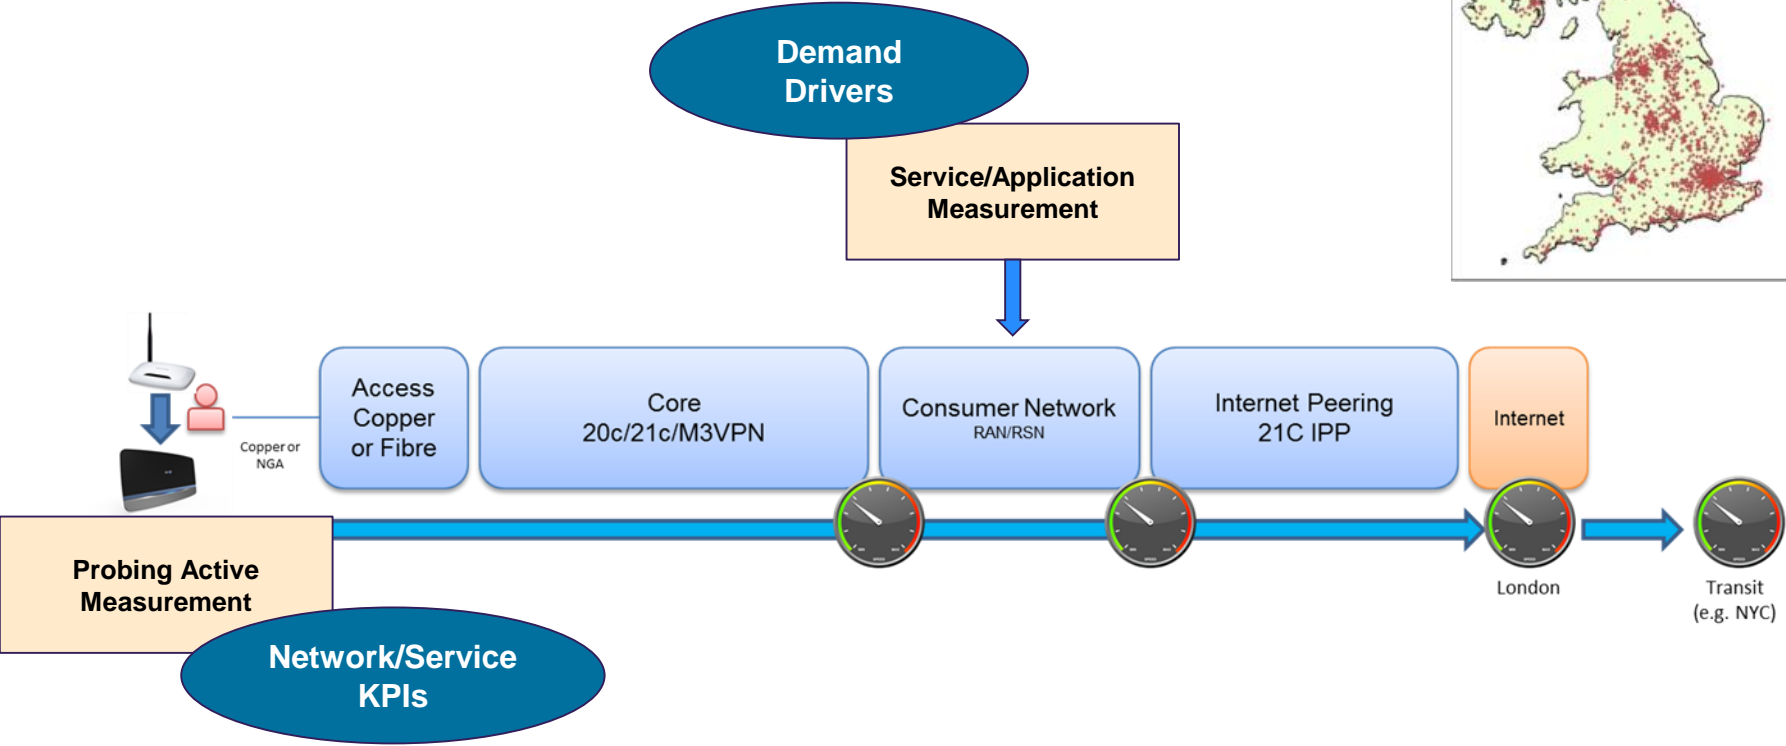 Demand
Drivers
Service/Application
Measurement
Access
Copper
or Fibre
Core
20c/21c/M3VPN
Consumer Network
RAN/RSN
Internet Peering
21C IPP
Internet
Copper or
NGA
Probing Active
Measurement
Network/Service
KPIs
London
Transit
(e.g. NYC)